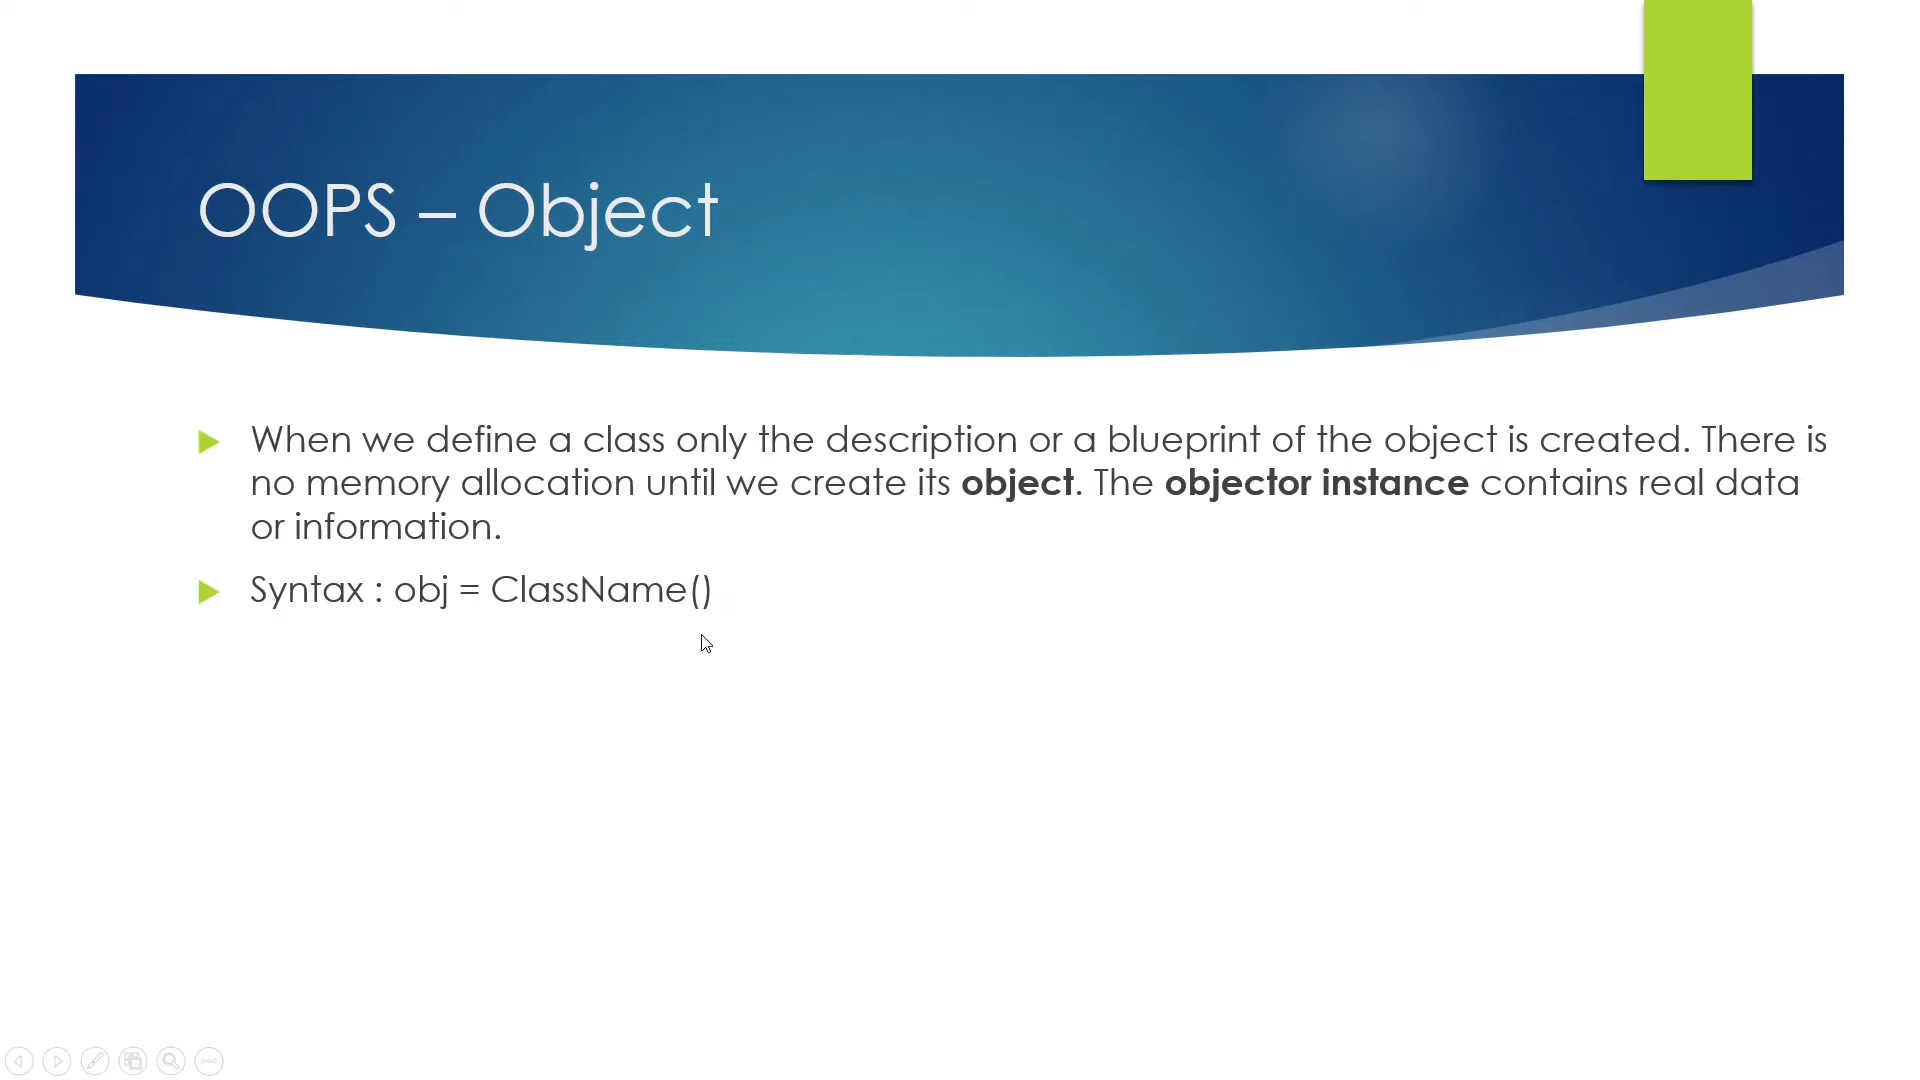 OOPS – Object
When we define a class only the description or a blueprint of the object is created. There is
no memory allocation until we create its object. The objector instance contains real data
or information.
Syntax : obj = ClassName()